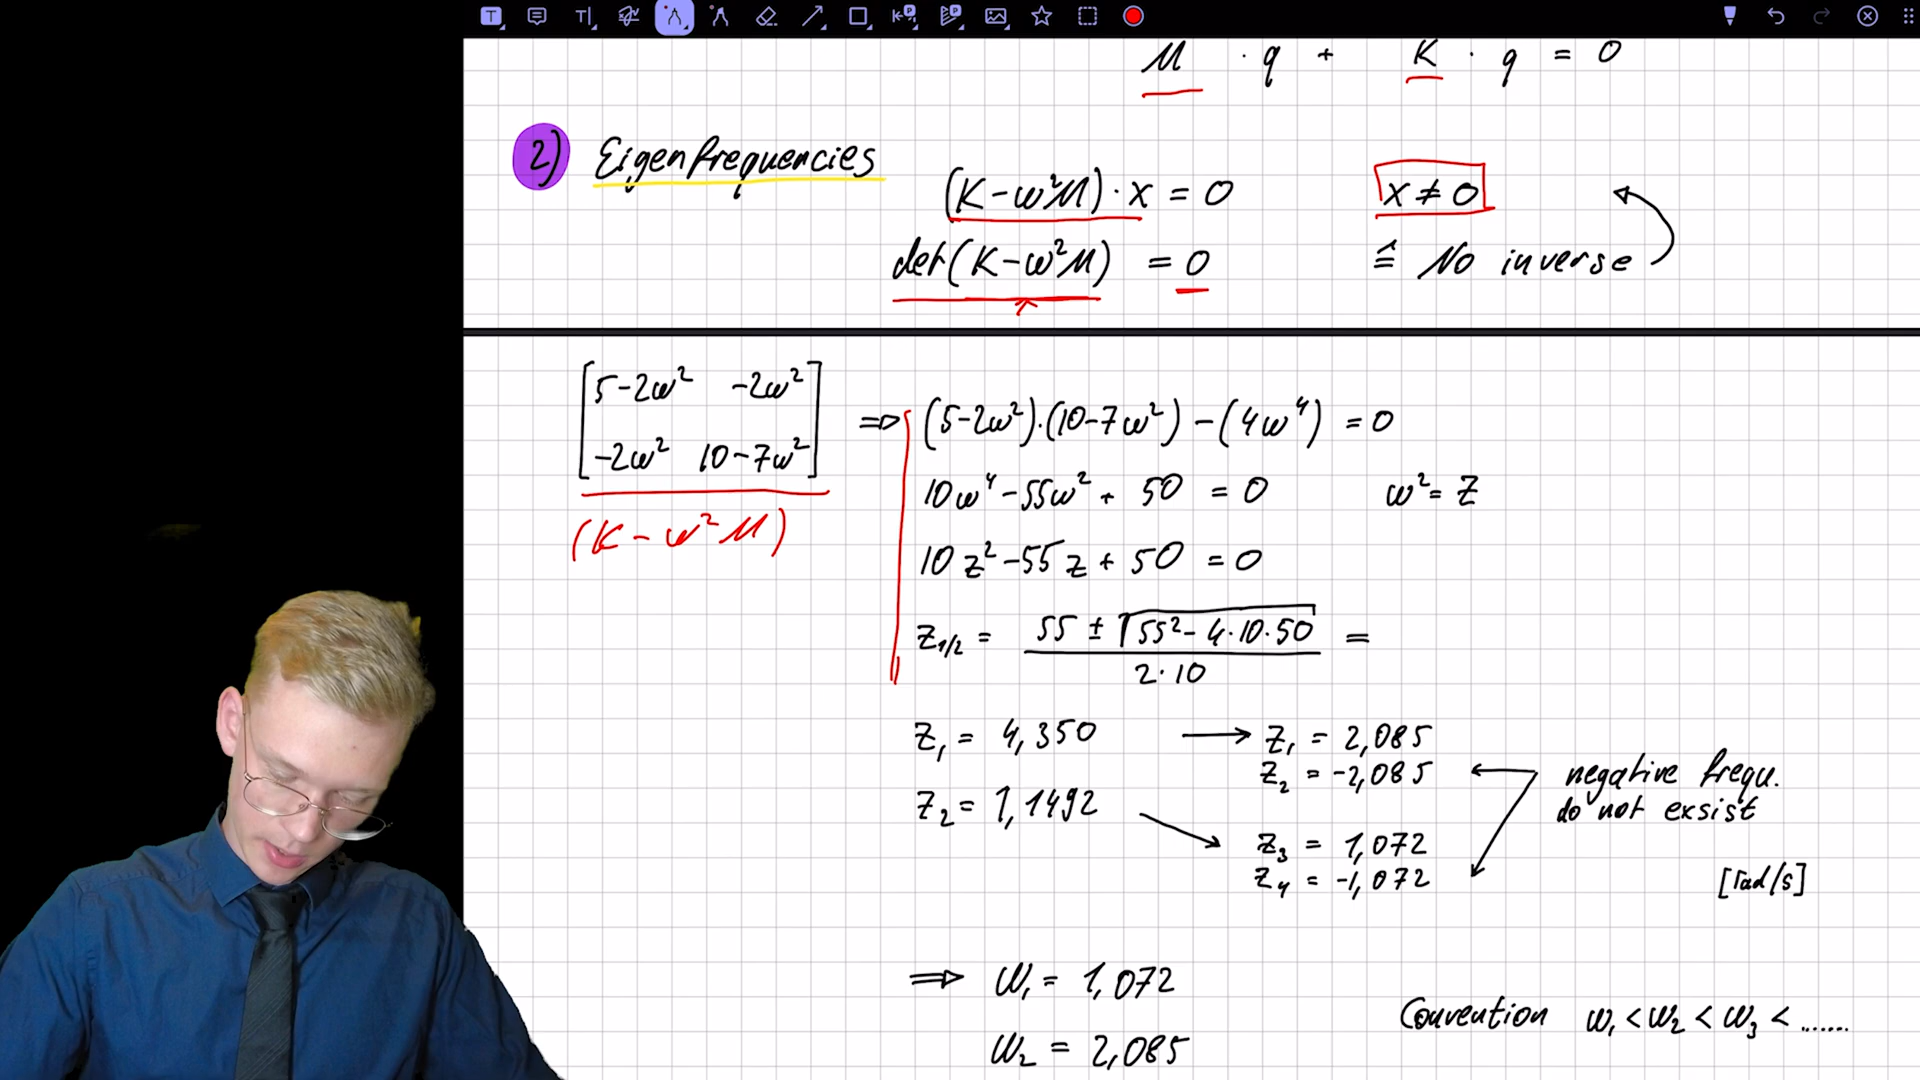 M · q + K · q = 0
2) Eigenfrequencies
(K-ω²M)·x = 0
x ≠ 0
det(K-ω²M) = 0
≙ No inverse
[5-2ω² -2ω²
-2ω² 10-7ω²]
(K-ω²M)
⇒ (5-2ω²)·(10-7ω²) - (4ω⁴) = 0
10ω⁴ - 55ω² + 50 = 0
ω² = z
10z² - 55z + 50 = 0
z1/2 = (55 ± √(55² - 4·10·50)) / (2·10) =
z₁ = 4,350 → z₁ = 2,085
z₂ = -2,085
negative frequ.
do not exsist
z₂ = 1,1492
z₃ = 1,072
z₄ = -1,072
[rad/s]
⇒ ω₁ = 1,072
ω₂ = 2,085
Convention ω₁ < ω₂ < ω₃ < .......